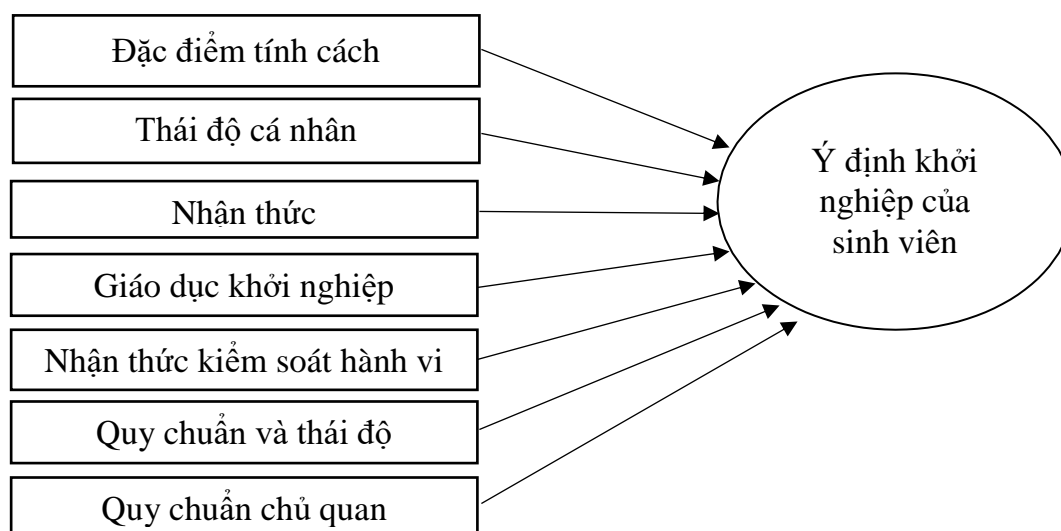 Đặc điểm tính cách
Thái độ cá nhân
Nhận thức
Giáo dục khởi nghiệp
Nhận thức kiểm soát hành vi
Quy chuẩn và thái độ
Quy chuẩn chủ quan
Ý định khởi
nghiệp của
sinh viên